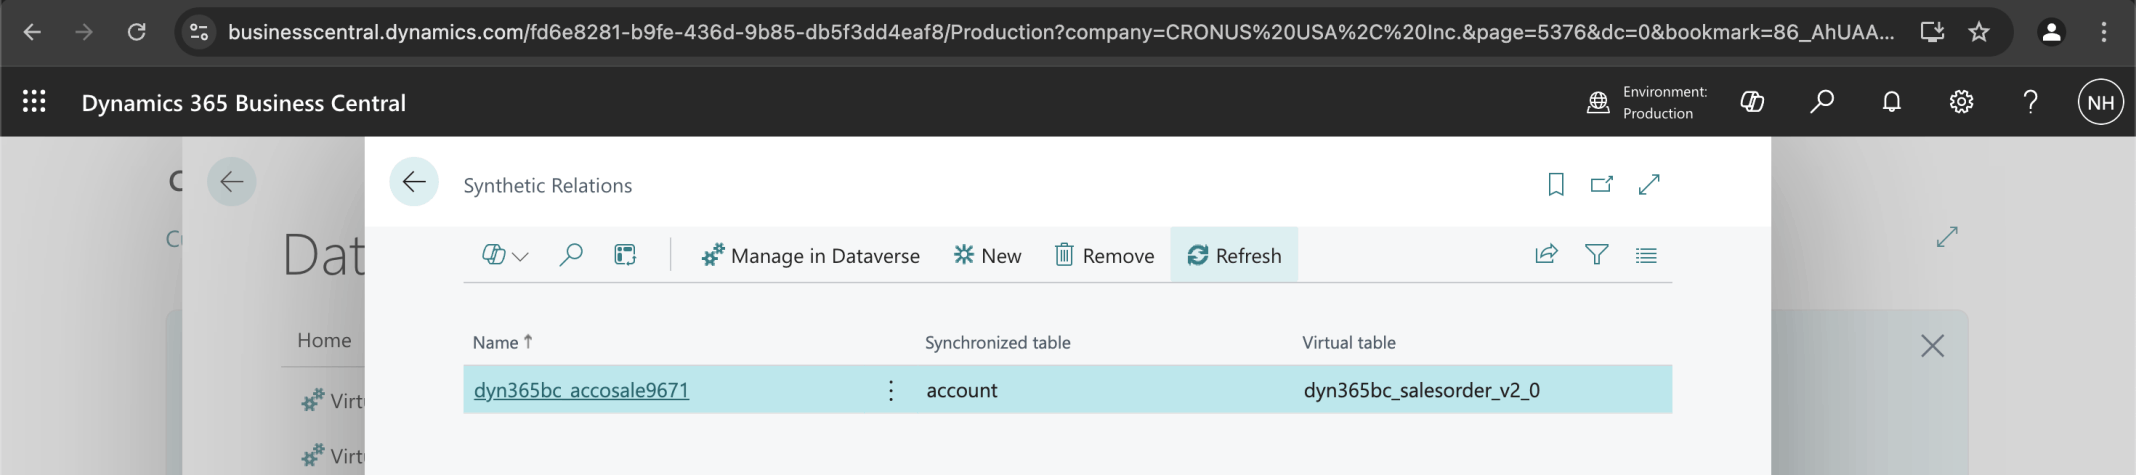 businesscentral.dynamics.com/fd6e8281-b9fe-436d-9b85-db5f3dd4eaf8/Production?company=CRONUS%20USA%2C%20Inc.&page=5376&dc=0&bookmark=86_AhUAA...
Dynamics 365 Business Central
Environment:
Production
NH
Synthetic Relations
Dat
Manage in Dataverse New Remove Refresh
Home
Name ↑ Synchronized table Virtual table
dyn365bc_accosale9671 account dyn365bc_salesorder_v2_0
Virt
Virt